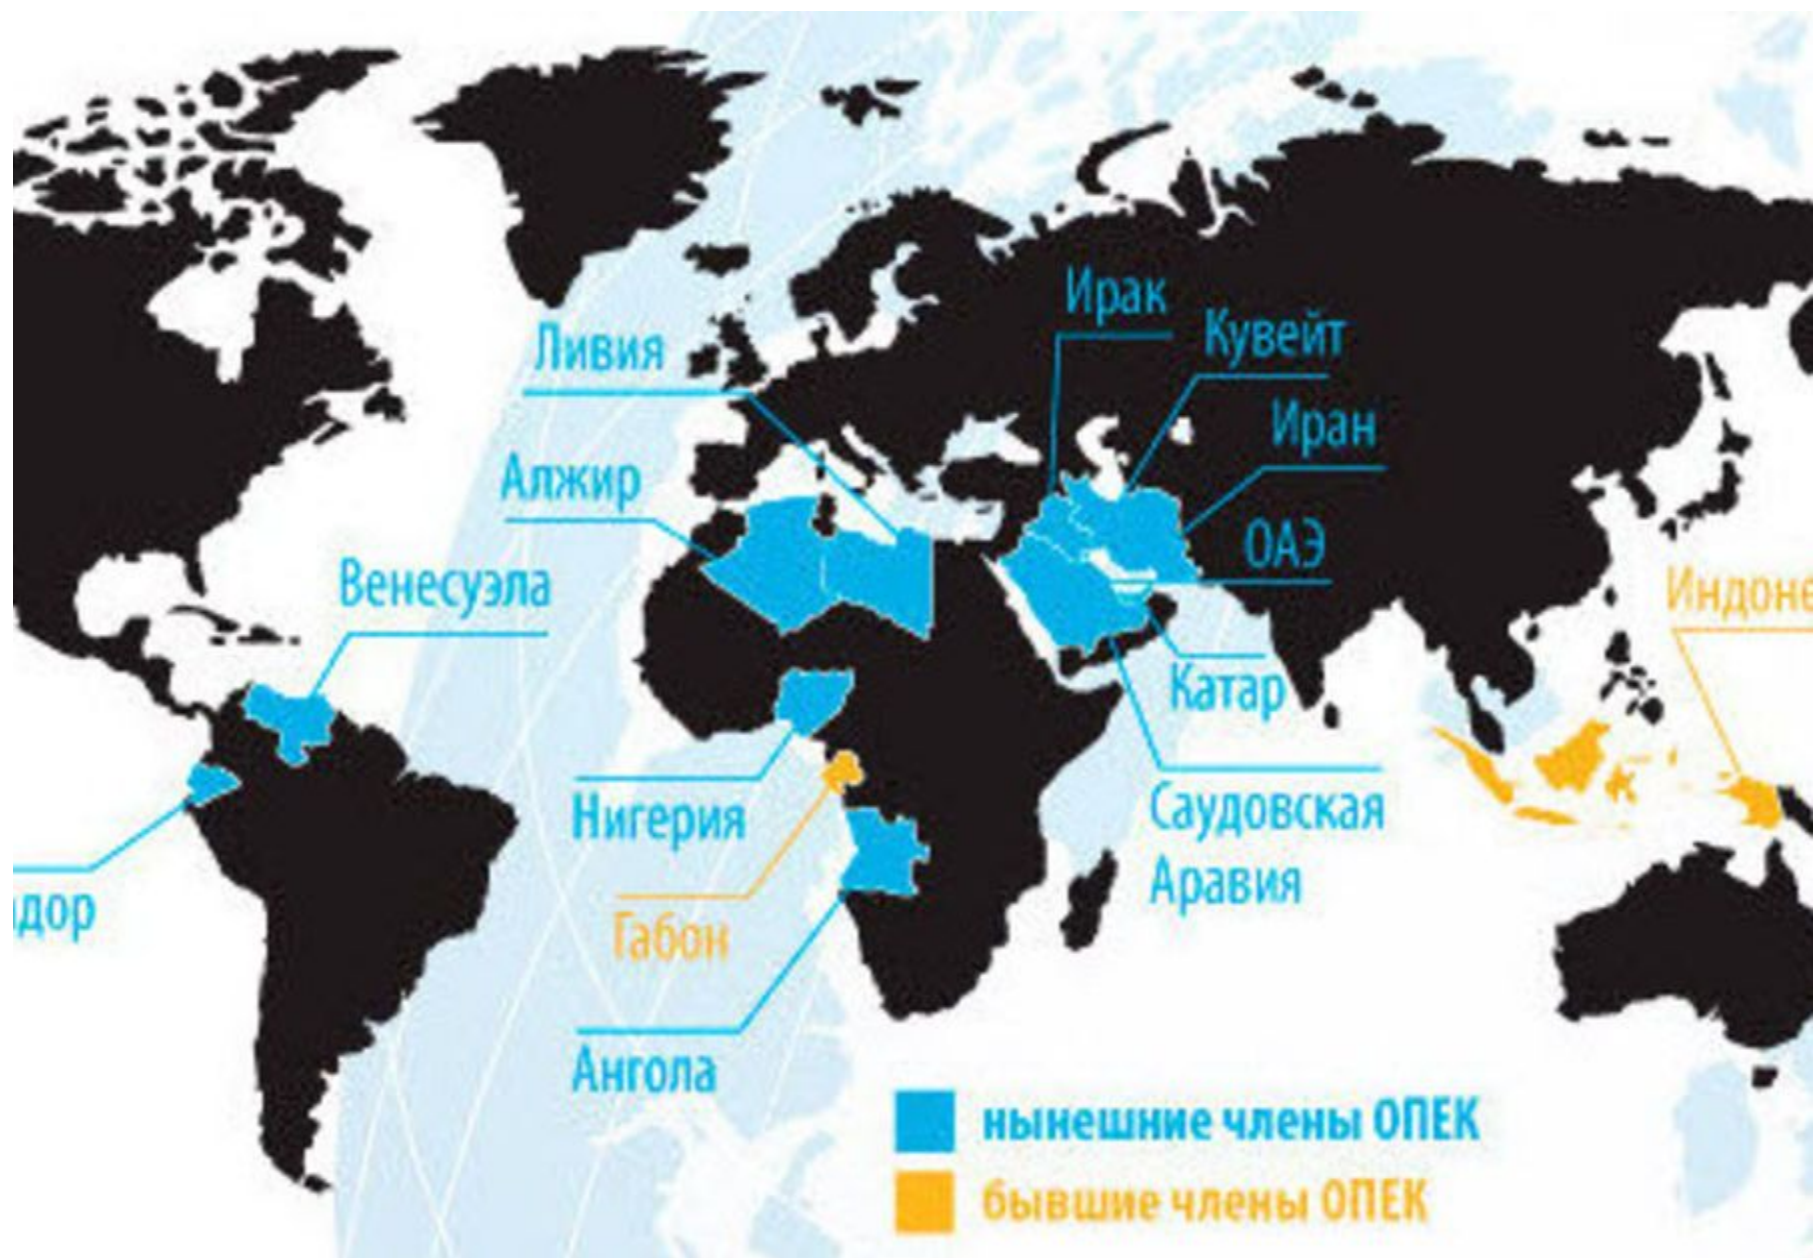 Ирак
Кувейт
Ливия
Иран
Алжир
ОАЭ
Венесуэла
Индоне
Катар
Нигерия
Саудовская
Аравия
дор
Габон
Ангола
нынешние члены ОПЕК
бывшие члены ОПЕК